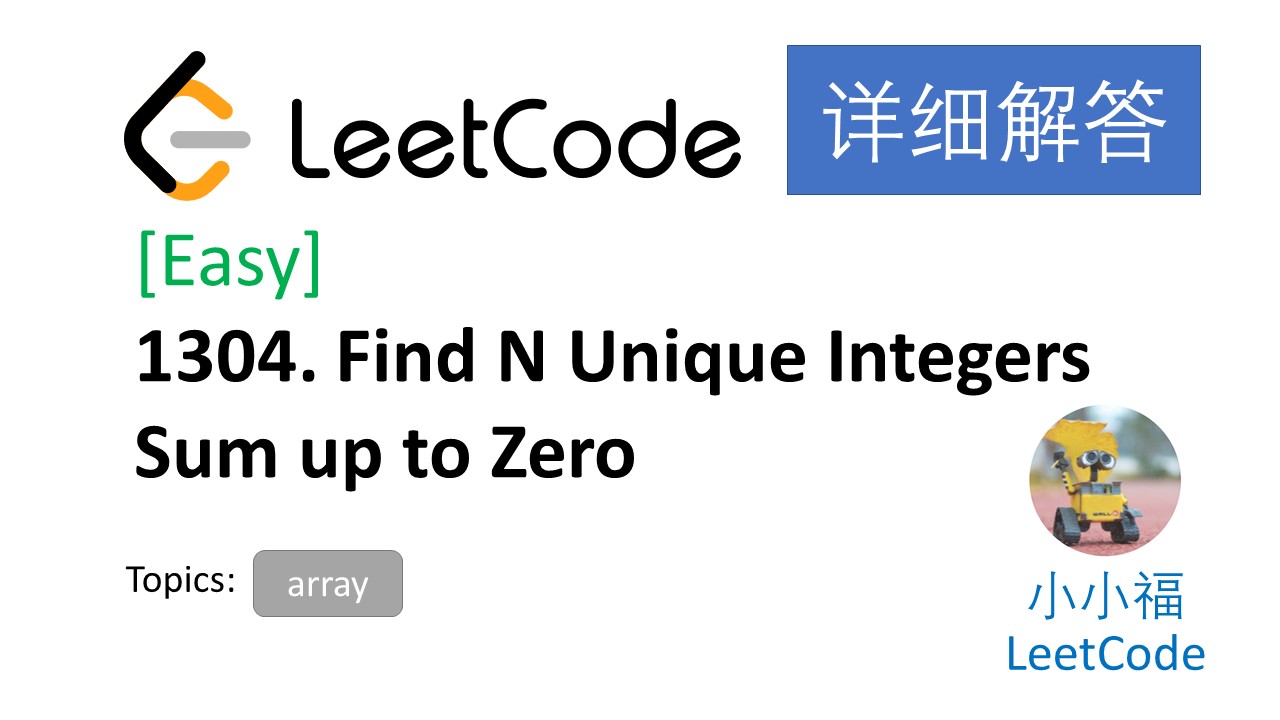 LeetCode
详细解答
[Easy]
1304. Find N Unique Integers
Sum up to Zero
Topics:
array
小小福
LeetCode